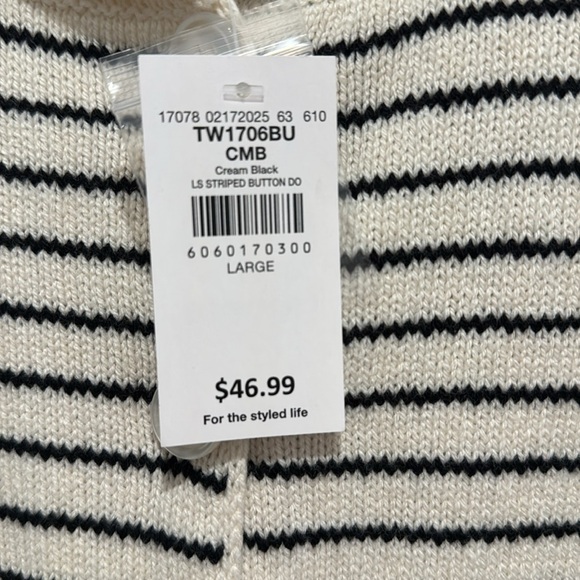 17078 02172025 63 610
TW1706BU
CMB
Cream Black
LS STRIPED BUTTON DO
6060170300
LARGE
$46.99
For the styled life